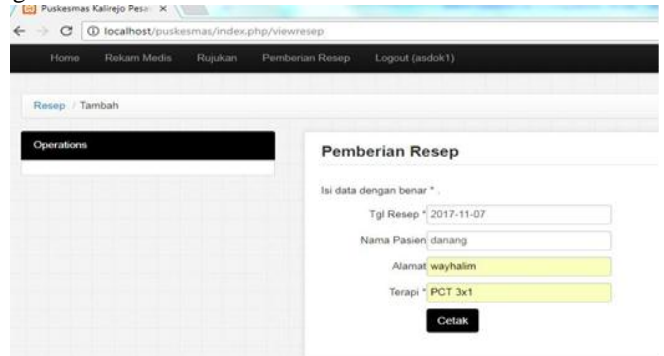 Puskesmas Kalirejo Pesa
localhost/puskesmas/index.php/viewresep
Home Rekam Medis Rujukan Pemberian Resep Logout (asdok1)
Resep / Tambah
Operations
Pemberian Resep
Isi data dengan benar * .
Tgl Resep * 2017-11-07
Nama Pasien danang
Alamat wayhalim
Terapi * PCT 3x1
Cetak